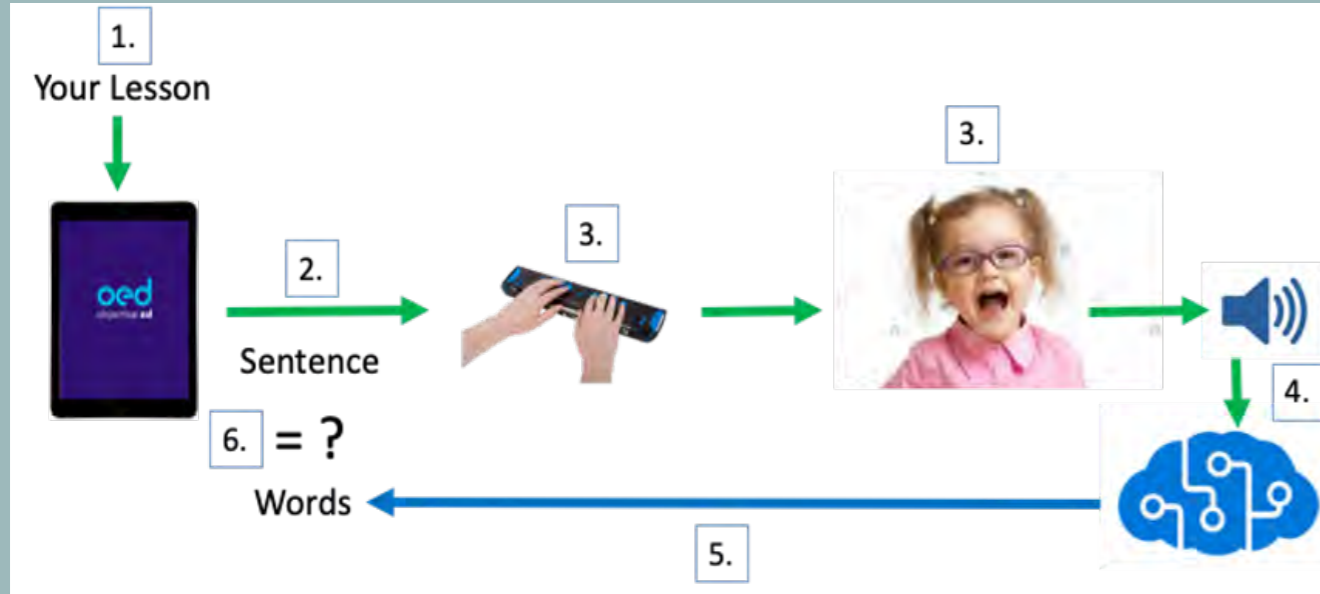 1.
Your Lesson
3.
3.
2.
oed
objective ed
Sentence
4.
6. = ?
Words
5.